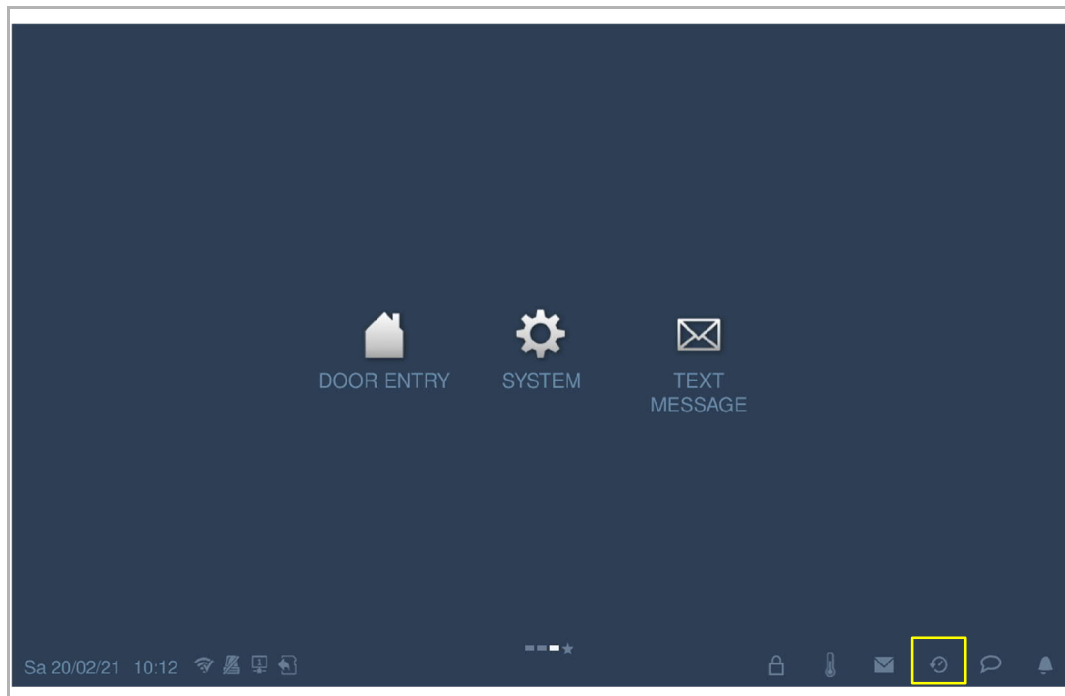 DOOR ENTRY
SYSTEM
TEXT
MESSAGE
Sa 20/02/21 10:12